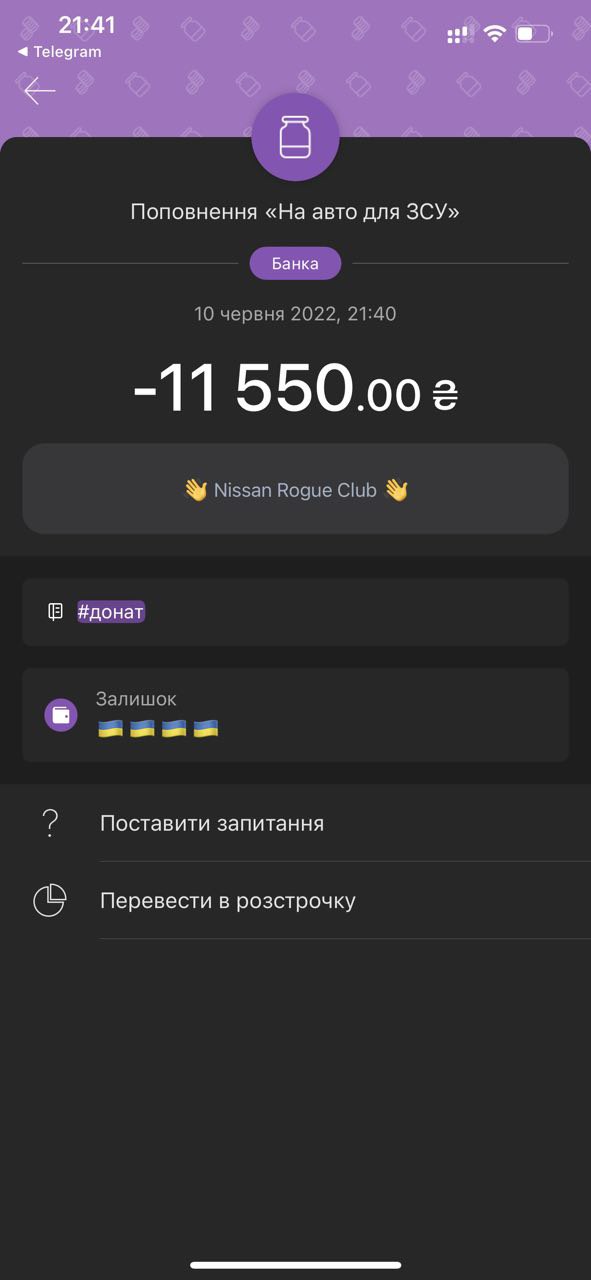 21:41
◀ Telegram
Поповнення «На авто для ЗСУ»
Банка
10 червня 2022, 21:40
-11 550.00 ₴
👋 Nissan Rogue Club 👋
#донат
Залишок
🇺🇦 🇺🇦 🇺🇦 🇺🇦
Поставити запитання
Перевести в розстрочку